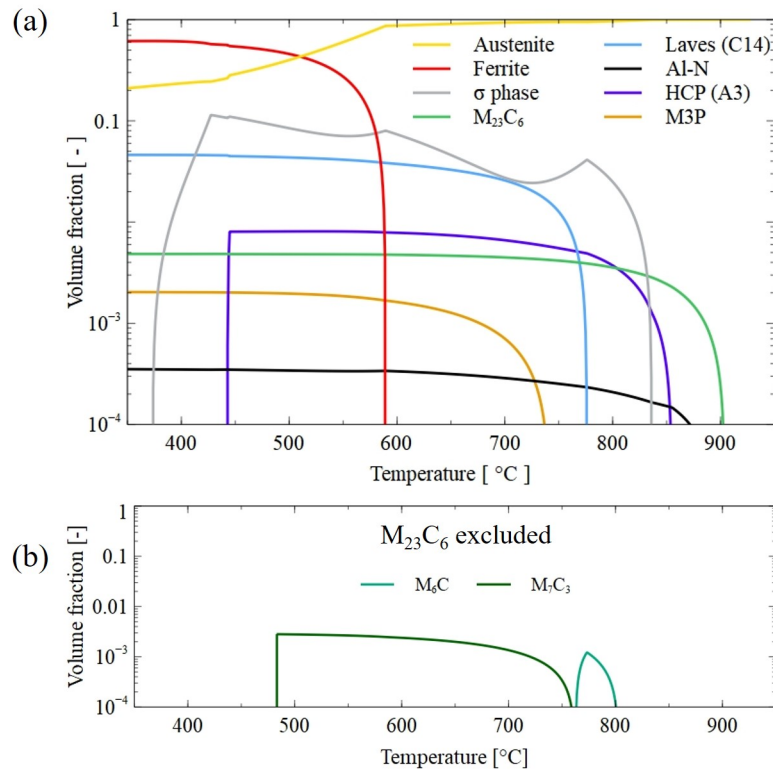 (a)
Volume fraction [ - ]
1
0.1
10⁻³
10⁻⁴
Austenite
Ferrite
σ phase
M₂₃C₆
Laves (C14)
Al-N
HCP (A3)
M3P
400
500
600
700
800
900
Temperature [ °C ]
(b)
Volume fraction [-]
1
0.1
0.01
10⁻³
10⁻⁴
M₂₃C₆ excluded
M₆C
M₇C₃
400
500
600
700
800
900
Temperature [°C]